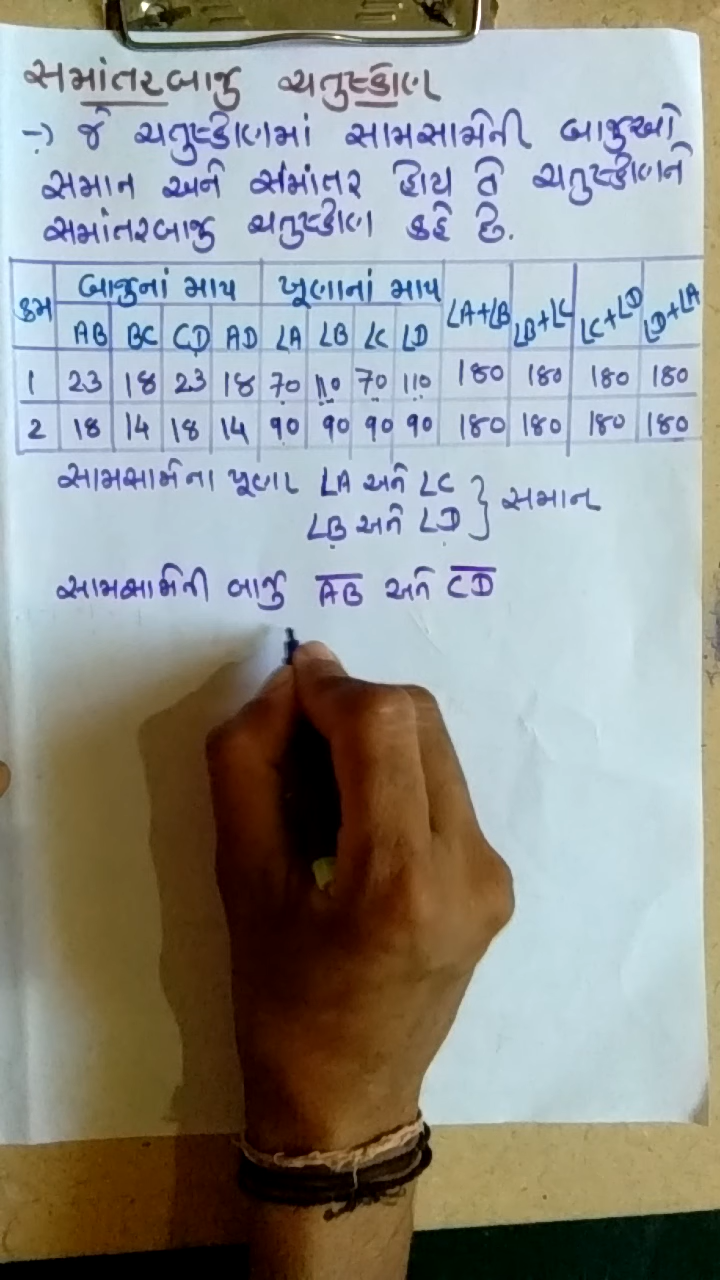 સમાંતરબાજુ ચતુષ્કોણ
→ જે ચતુષ્કોણમાં સામસામેની બાજુઓ
સમાન અને સમાંતર હોય તે ચતુષ્કોણને
સમાંતરબાજુ ચતુષ્કોણ કહે છે.
ક્રમ બાજુનાં માપ ખૂણાનાં માપ ∠A+∠B ∠B+∠C ∠C+∠D ∠D+∠A
AB BC CD AD ∠A ∠B ∠C ∠D
1 23 18 23 18 70 110 70 110 180 180 180 180
2 18 14 18 14 90 90 90 90 180 180 180 180
સામસામેના ખૂણા ∠A અને ∠C } સમાન
∠B અને ∠D
સામસામેની બાજુ A̅B̅ અને C̅D̅